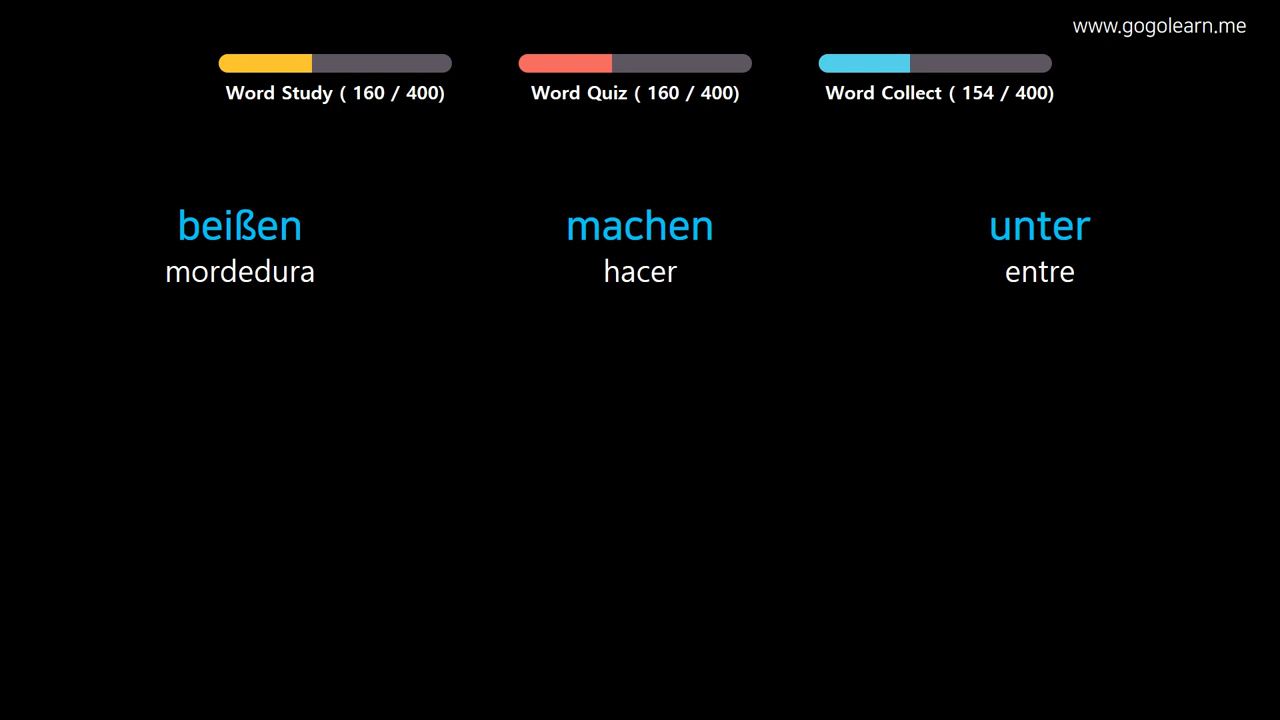 www.gogolearn.me
Word Study ( 160 / 400)
Word Quiz ( 160 / 400)
Word Collect ( 154 / 400)
beißen
mordedura
machen
hacer
unter
entre